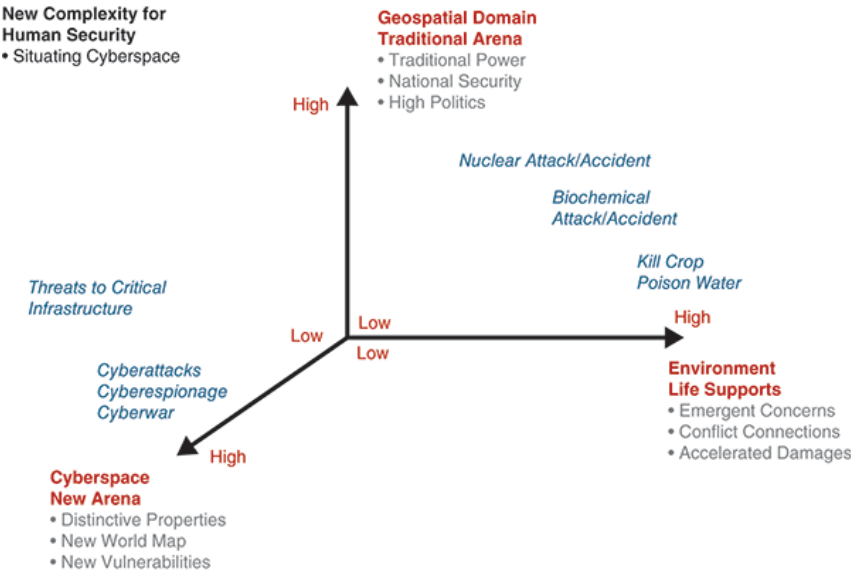 New Complexity for
Human Security
• Situating Cyberspace
Geospatial Domain
Traditional Arena
• Traditional Power
• National Security
• High Politics
High
Nuclear Attack/Accident
Biochemical
Attack/Accident
Kill Crop
Poison Water
Threats to Critical
Infrastructure
High
Low
Low
Low
Cyberattacks
Cyberespionage
Cyberwar
High
Environment
Life Supports
• Emergent Concerns
• Conflict Connections
• Accelerated Damages
Cyberspace
New Arena
• Distinctive Properties
• New World Map
• New Vulnerabilities